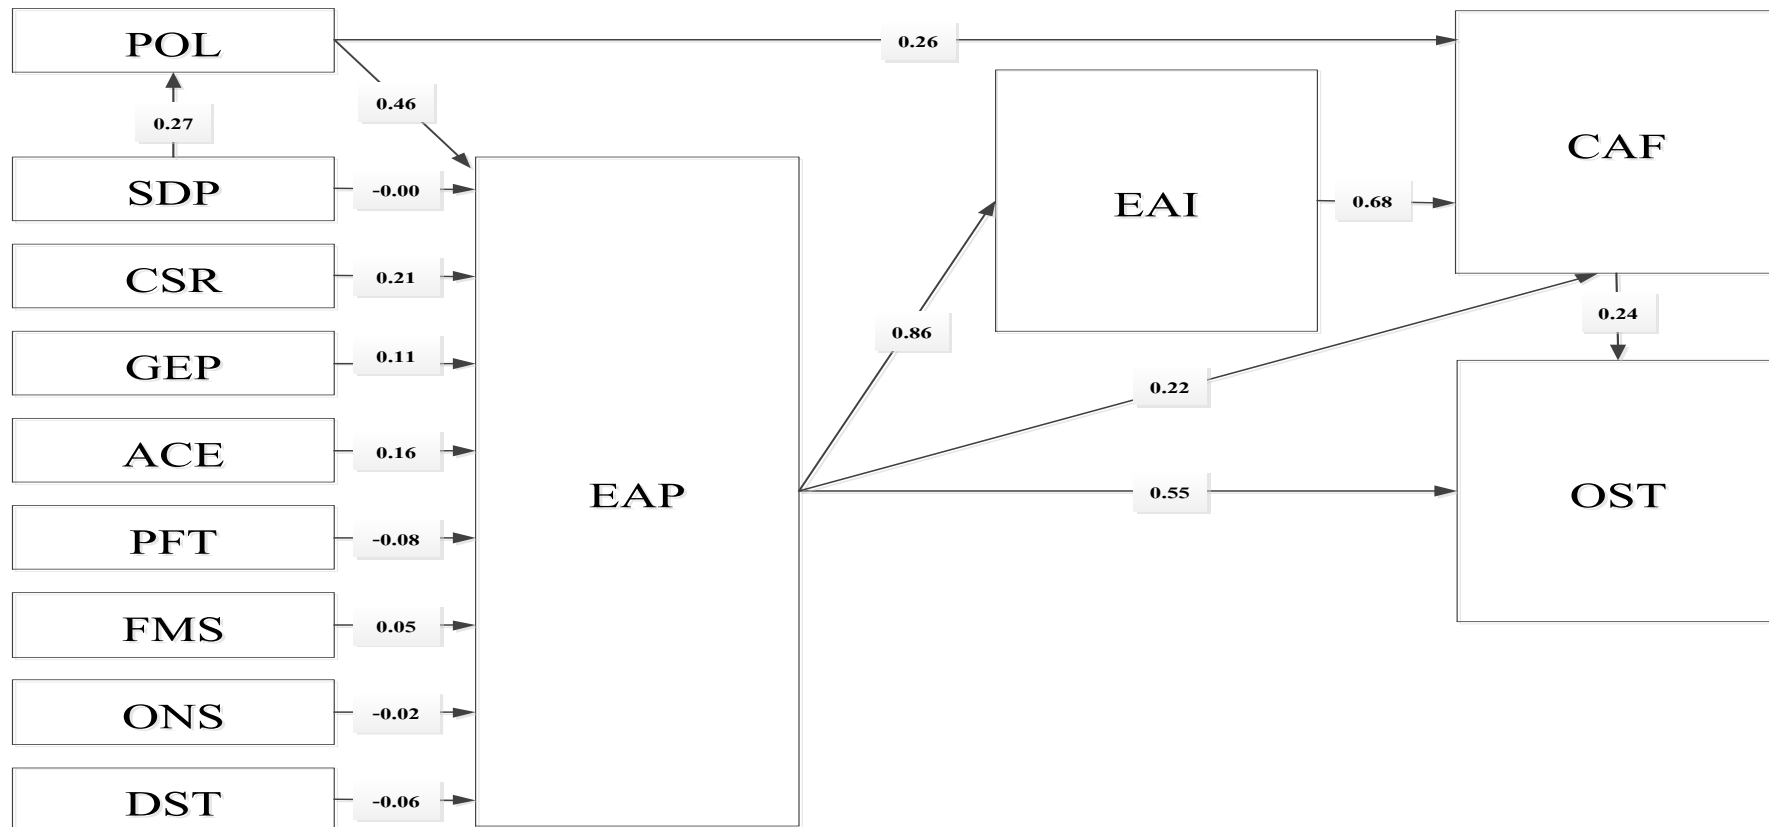 POL
0.26
0.46
CAF
0.27
SDP
-0.00
EAI
0.68
CSR
0.21
0.24
GEP
0.11
0.86
0.22
ACE
0.16
EAP
0.55
OST
PFT
-0.08
FMS
0.05
ONS
-0.02
DST
-0.06